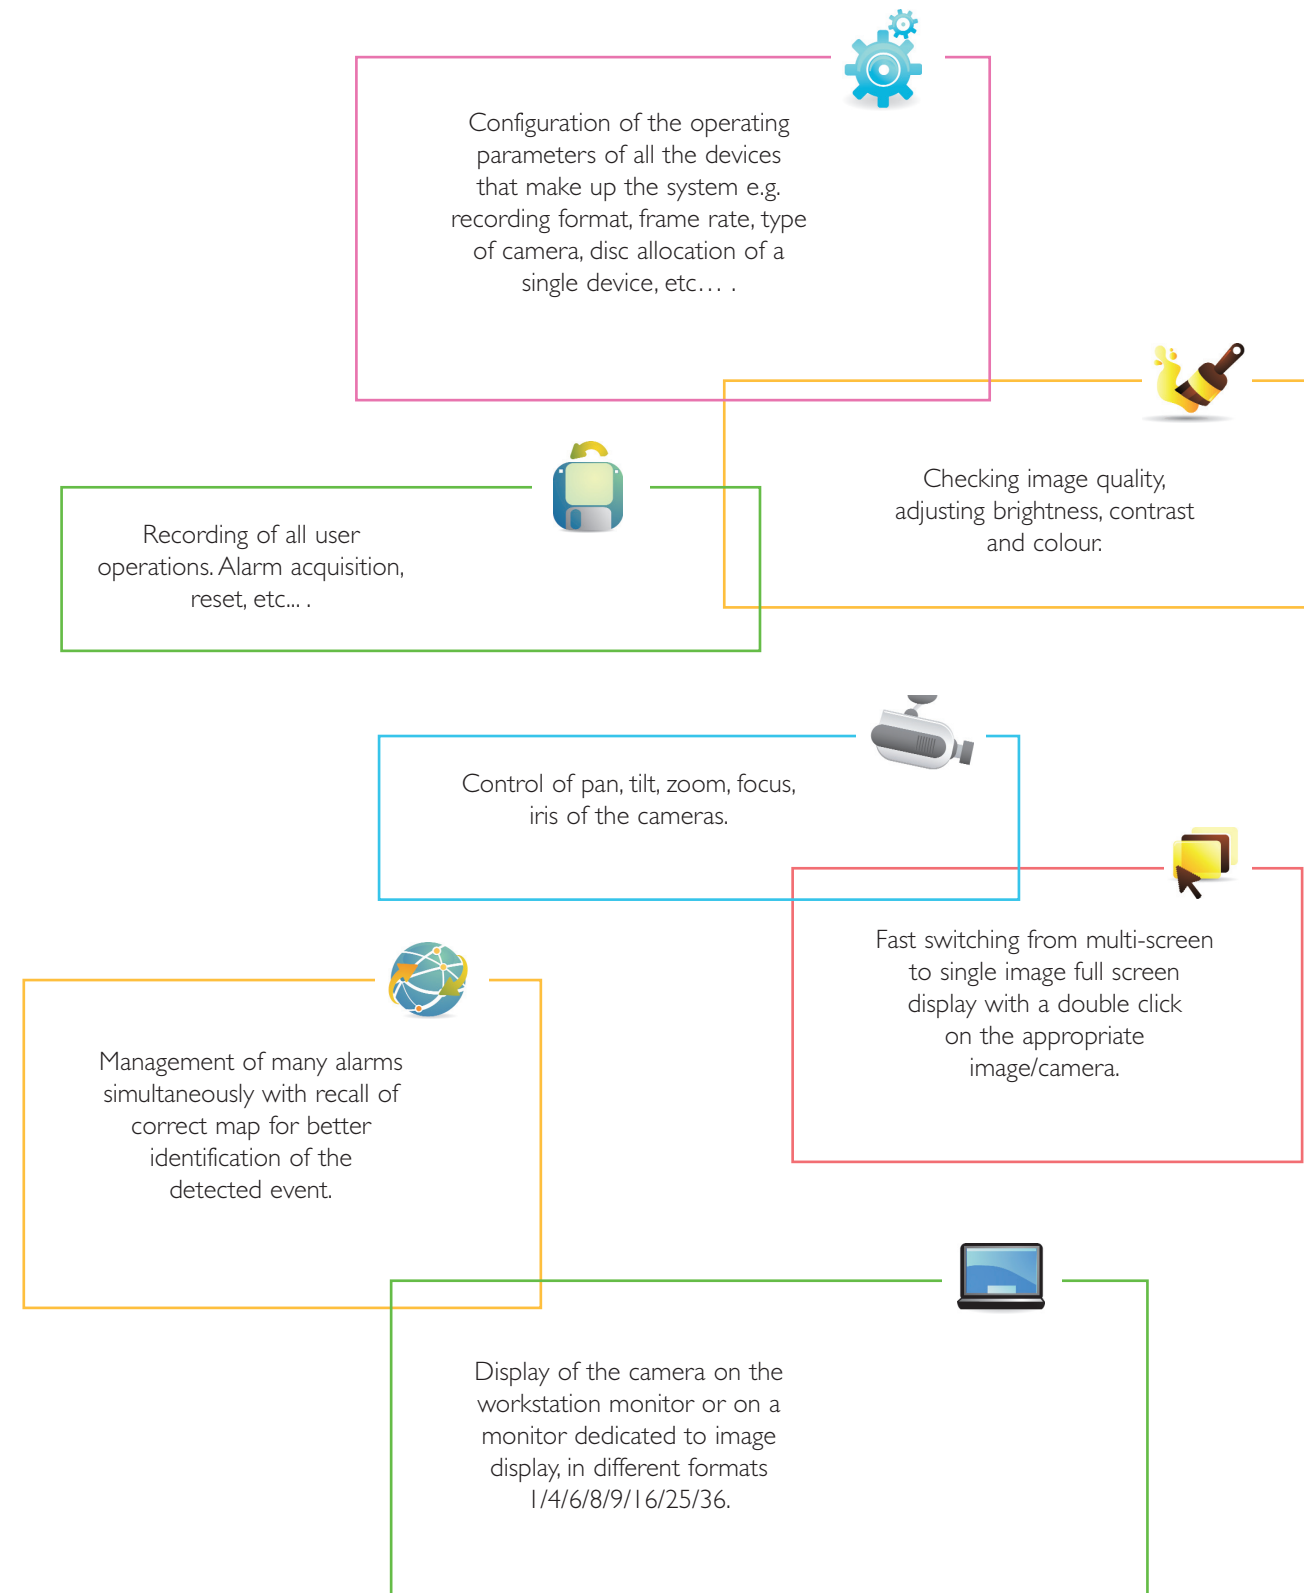 Configuration of the operating
parameters of all the devices
that make up the system e.g.
recording format, frame rate, type
of camera, disc allocation of a
single device, etc… .
Checking image quality,
adjusting brightness, contrast
and colour.
Recording of all user
operations. Alarm acquisition,
reset, etc... .
Control of pan, tilt, zoom, focus,
iris of the cameras.
Fast switching from multi-screen
to single image full screen
display with a double click
on the appropriate
image/camera.
Management of many alarms
simultaneously with recall of
correct map for better
identification of the
detected event.
Display of the camera on the
workstation monitor or on a
monitor dedicated to image
display, in different formats
1/4/6/8/9/16/25/36.